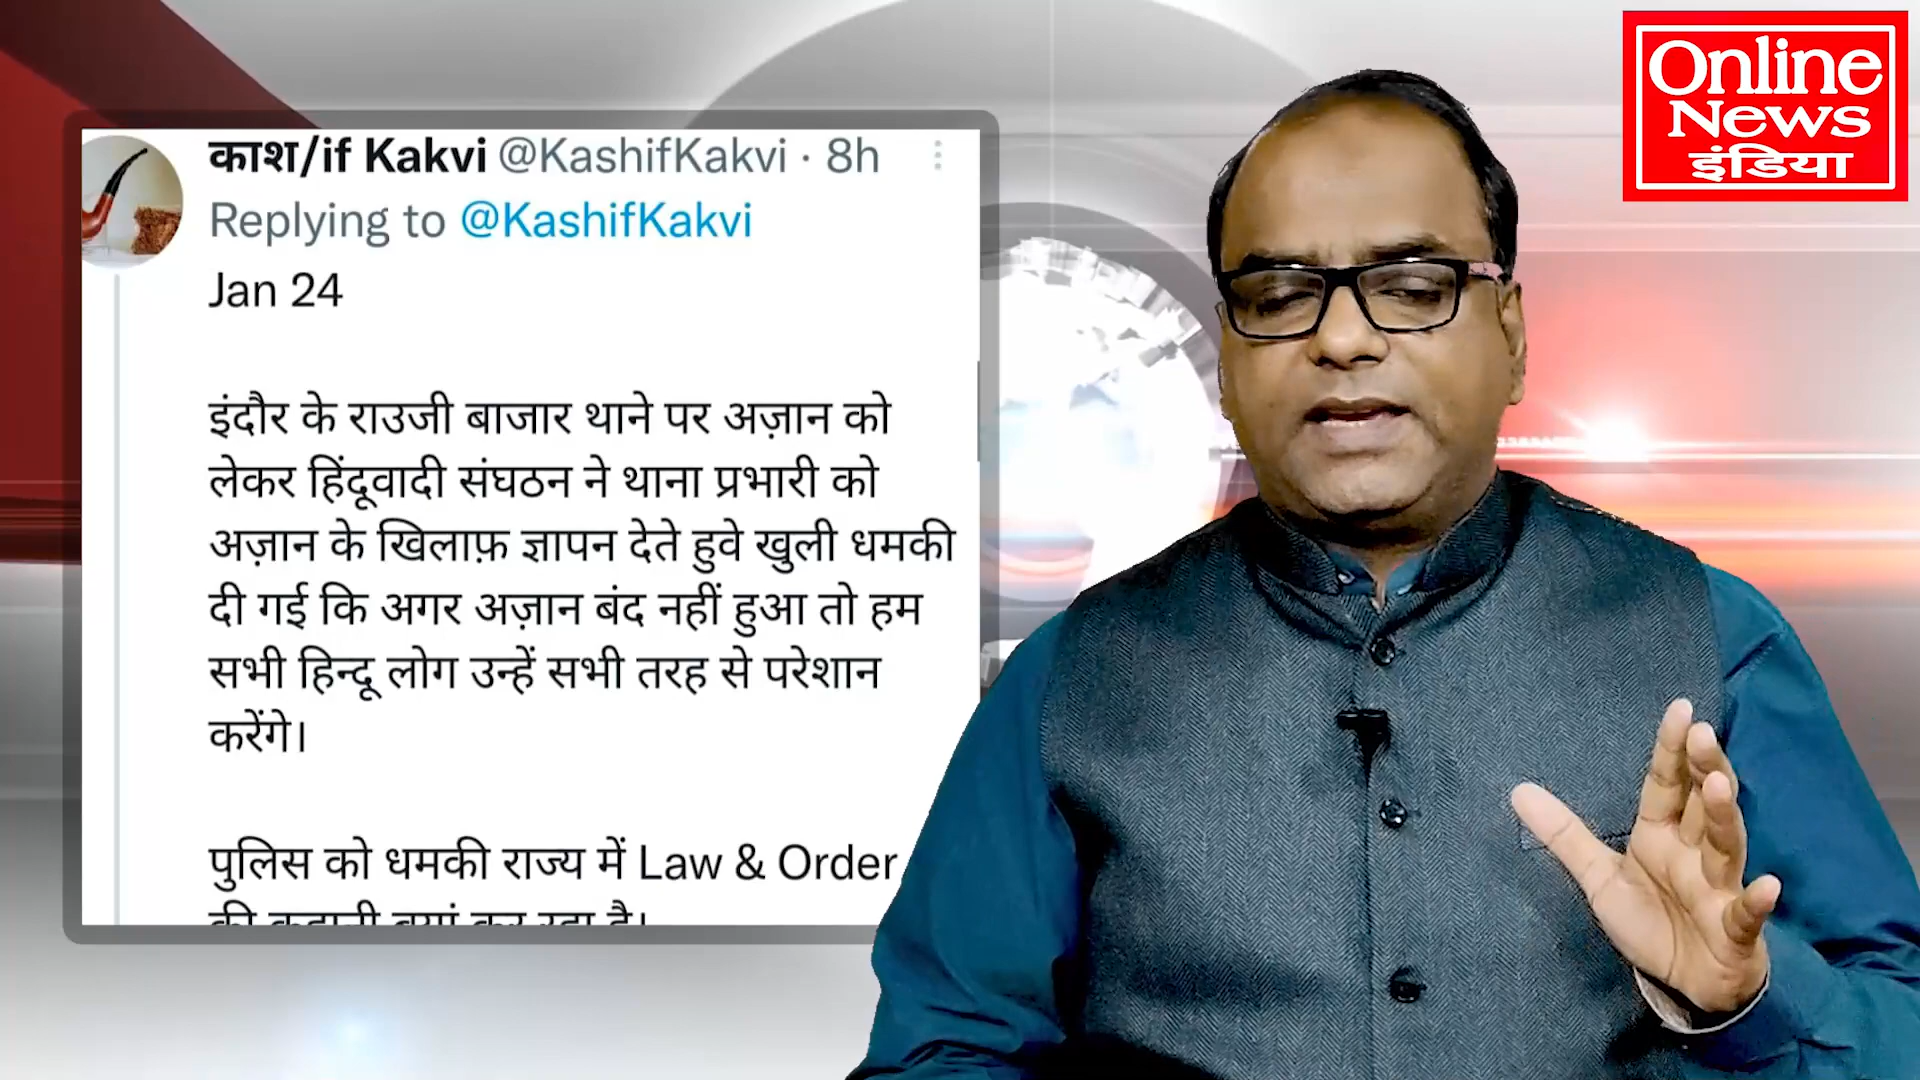 काश/if Kakvi @KashifKakvi · 8h
Replying to @KashifKakvi
Jan 24
इंदौर के राउजी बाजार थाने पर अज़ान को
लेकर हिंदूवादी संघठन ने थाना प्रभारी को
अज़ान के खिलाफ़ ज्ञापन देते हुवे खुली धमकी
दी गई कि अगर अज़ान बंद नहीं हुआ तो हम
सभी हिन्दू लोग उन्हें सभी तरह से परेशान
करेंगे।
पुलिस को धमकी राज्य में Law & Order
Online
News
इंडिया